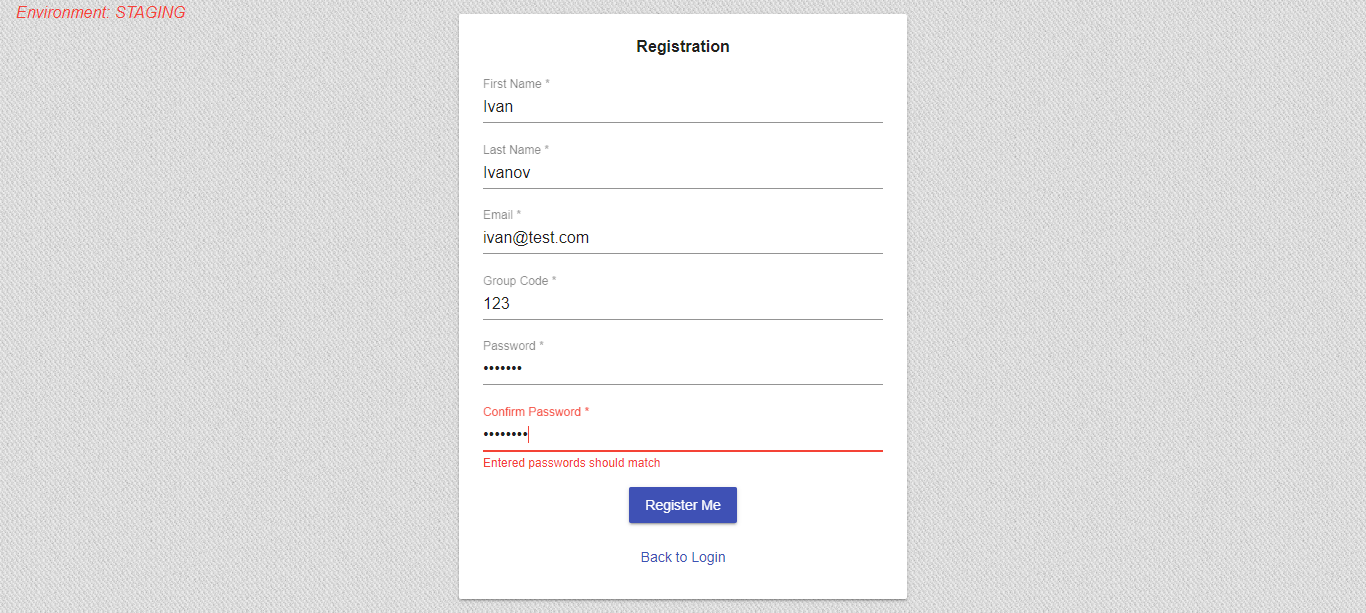 Environment: STAGING
Registration
First Name *
Ivan
Last Name *
Ivanov
Email *
ivan@test.com
Group Code *
123
Password *
•••••••
Confirm Password *
••••••••
Entered passwords should match
Register Me
Back to Login